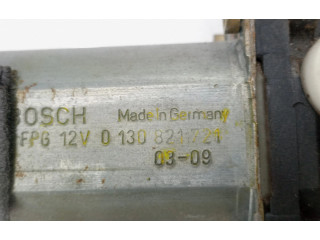 BOSCH Made in Germany
FPG 12V 0 130 821 721
03-09